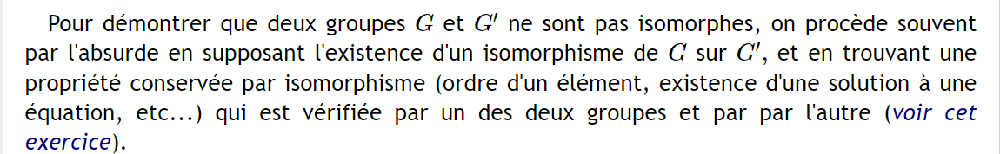 Pour démontrer que deux groupes G et G′ ne sont pas isomorphes, on procède souvent
par l'absurde en supposant l'existence d'un isomorphisme de G sur G′, et en trouvant une
propriété conservée par isomorphisme (ordre d'un élément, existence d'une solution à une
équation, etc...) qui est vérifiée par un des deux groupes et par par l'autre (voir cet
exercice).